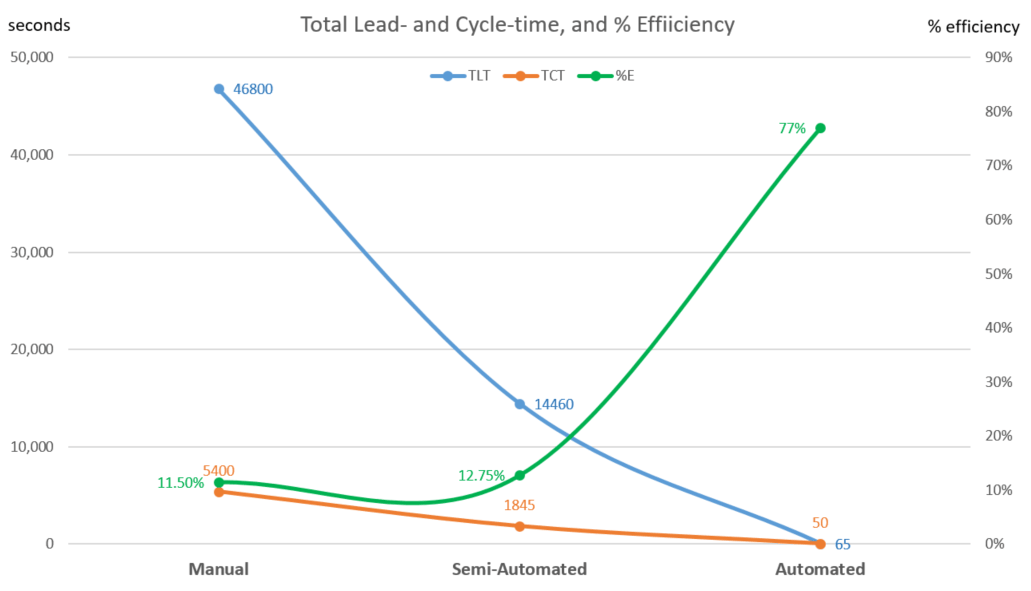 seconds
Total Lead- and Cycle-time, and % Effiiciency
% efficiency
TLT
TCT
%E
50,000
40,000
30,000
20,000
10,000
0
46800
14460
65
5400
1845
50
11.50%
12.75%
77%
90%
80%
70%
60%
50%
40%
30%
20%
10%
0%
Manual
Semi-Automated
Automated